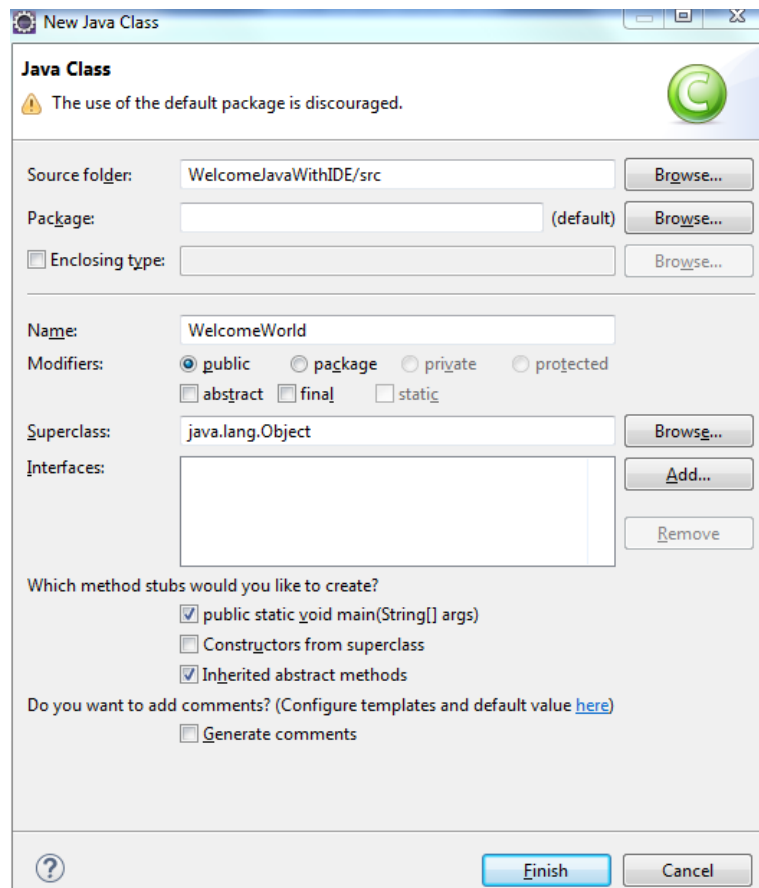 New Java Class
Java Class
The use of the default package is discouraged.
Source folder: WelcomeJavaWithIDE/src Browse...
Package: (default) Browse...
Enclosing type: Browse...
Name: WelcomeWorld
Modifiers: public package private protected
abstract final static
Superclass: java.lang.Object Browse...
Interfaces: Add...
Remove
Which method stubs would you like to create?
public static void main(String[] args)
Constructors from superclass
Inherited abstract methods
Do you want to add comments? (Configure templates and default value here)
Generate comments
? Finish Cancel